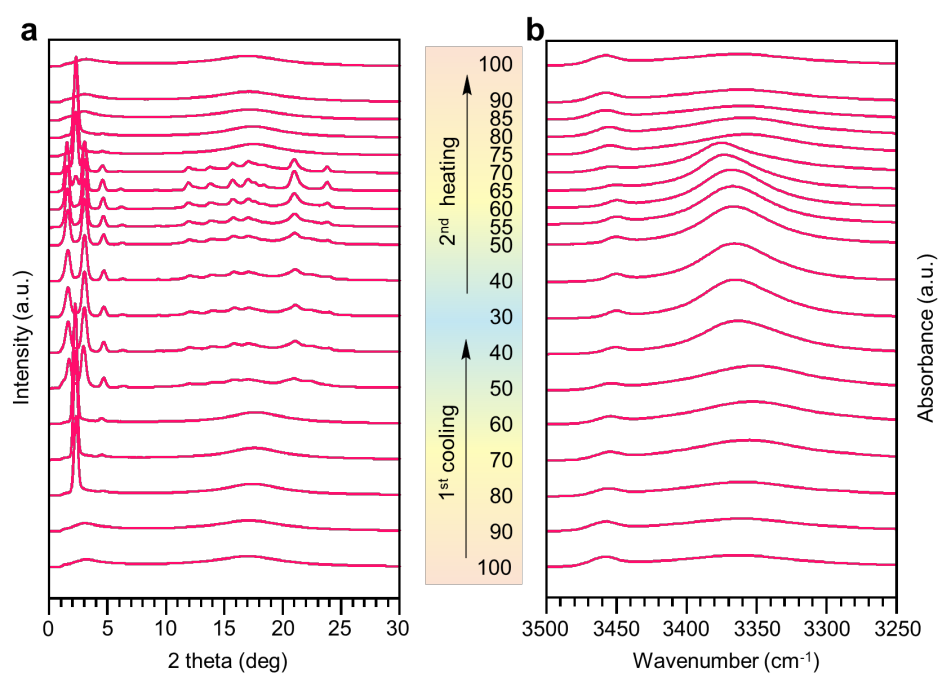 a
b
Intensity (a.u.)
0 5 10 15 20 25 30
2 theta (deg)
100
90
85
80
75
70
65
60
55
50
40
30
40
50
60
70
80
90
100
2nd heating
1st cooling
3500 3450 3400 3350 3300 3250
Wavenumber (cm-1)
Absorbance (a.u.)